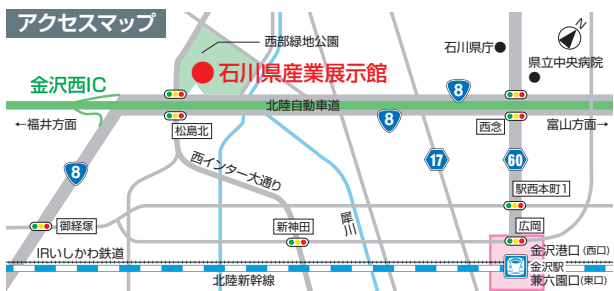 アクセスマップ
N
西部緑地公園
石川県庁
県立中央病院
石川県産業展示館
金沢西IC
8
北陸自動車道
←福井方面
富山方面→
8
松島北
西念
8
西インター大通り
17
60
駅西本町1
犀川
御経塚
新神田
広岡
IRいしかわ鉄道
金沢港口(西口)
金沢駅
兼六園口(東口)
北陸新幹線